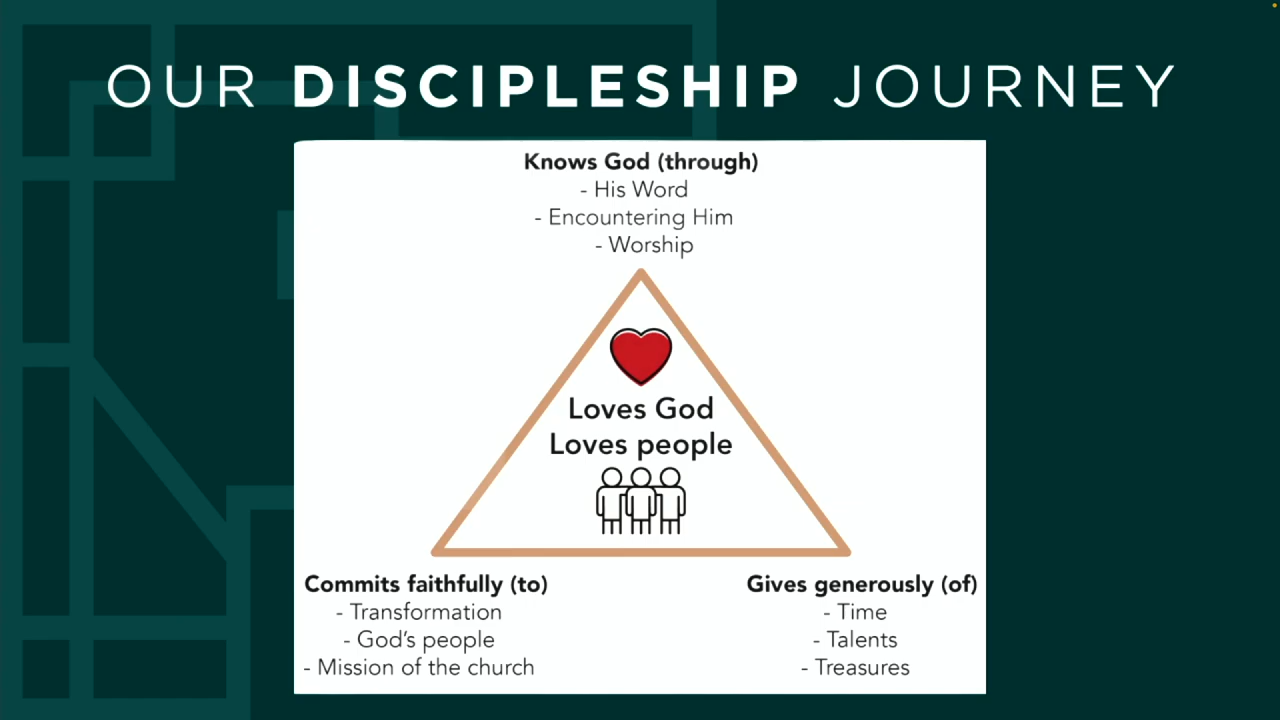 OUR DISCIPLESHIP JOURNEY
Knows God (through)
- His Word
- Encountering Him
- Worship
Loves God
Loves people
Commits faithfully (to)
- Transformation
- God's people
- Mission of the church
Gives generously (of)
- Time
- Talents
- Treasures